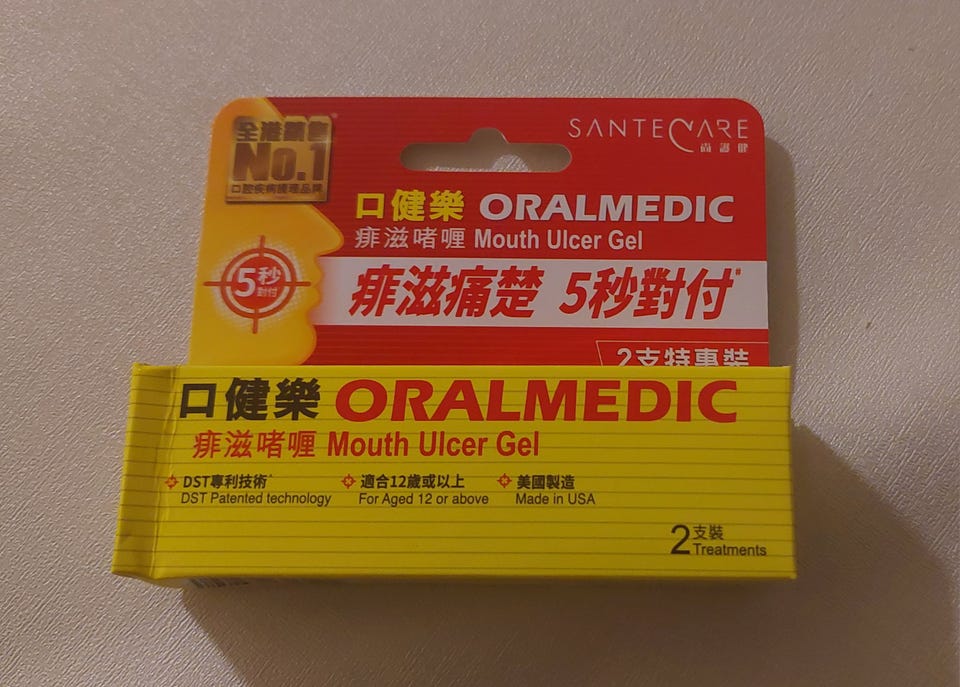 全港銷售
No.1
口腔疾病護理品牌
SANTECARE
尚護健
口健樂 ORALMEDIC
痱滋啫喱 Mouth Ulcer Gel
5秒
對付
痱滋痛楚 5秒對付#
2支特惠裝
口健樂 ORALMEDIC
痱滋啫喱 Mouth Ulcer Gel
DST專利技術^
DST Patented technology
適合12歲或以上
For Aged 12 or above
美國製造
Made in USA
2支裝
Treatments